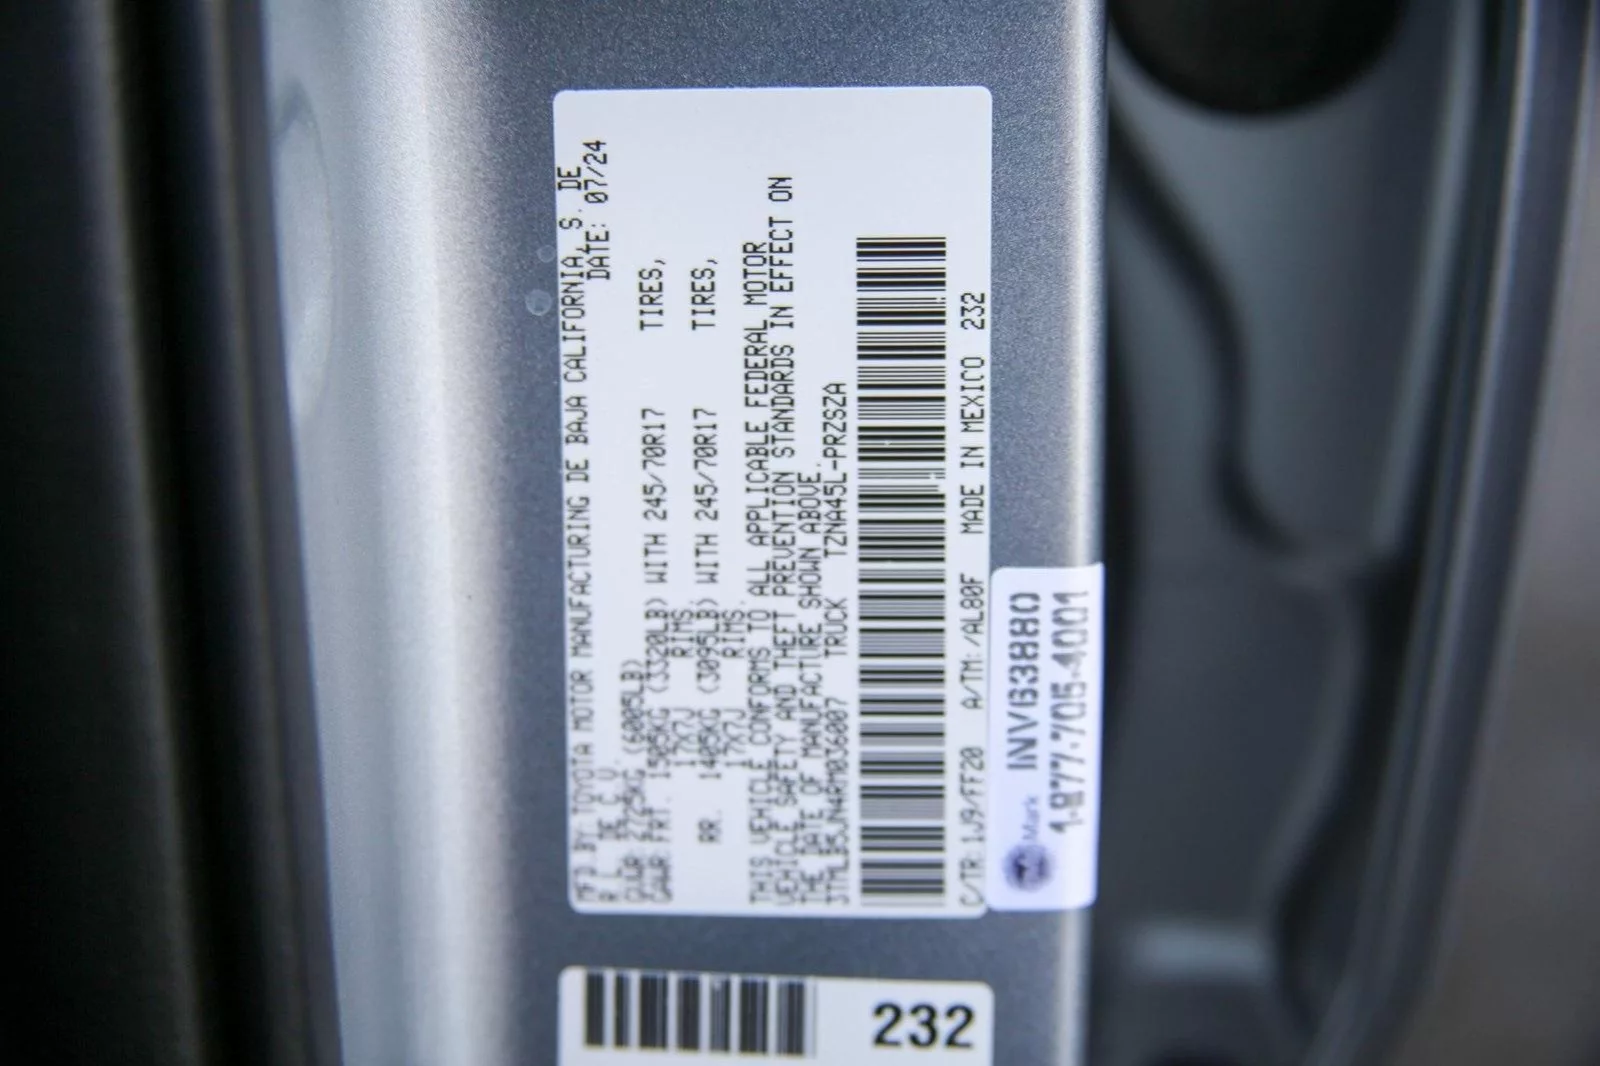 MFD.BY: TOYOTA MOTOR MANUFACTURING DE BAJA CALIFORNIA, S. DE
R.L. DE C.V. DATE: 07/24
GVWR: 2725KG (6005LB)
GAWR: FRT. 1505KG (3320LB) WITH 245/70R17 TIRES,
17X7J RIMS,
RR. 1405KG (3095LB) WITH 245/70R17 TIRES,
17X7J RIMS.
THIS VEHICLE CONFORMS TO ALL APPLICABLE FEDERAL MOTOR
VEHICLE SAFETY AND THEFT PREVENTION STANDARDS IN EFFECT ON
THE DATE OF MANUFACTURE SHOWN ABOVE.
3TMLB5JN4RM036007 TRUCK TZNA45L-PRZSZA
C/TR:1J9/FF20 A/TM:/AL80F MADE IN MEXICO 232
Mark INV63880
1-877-705-4001
232